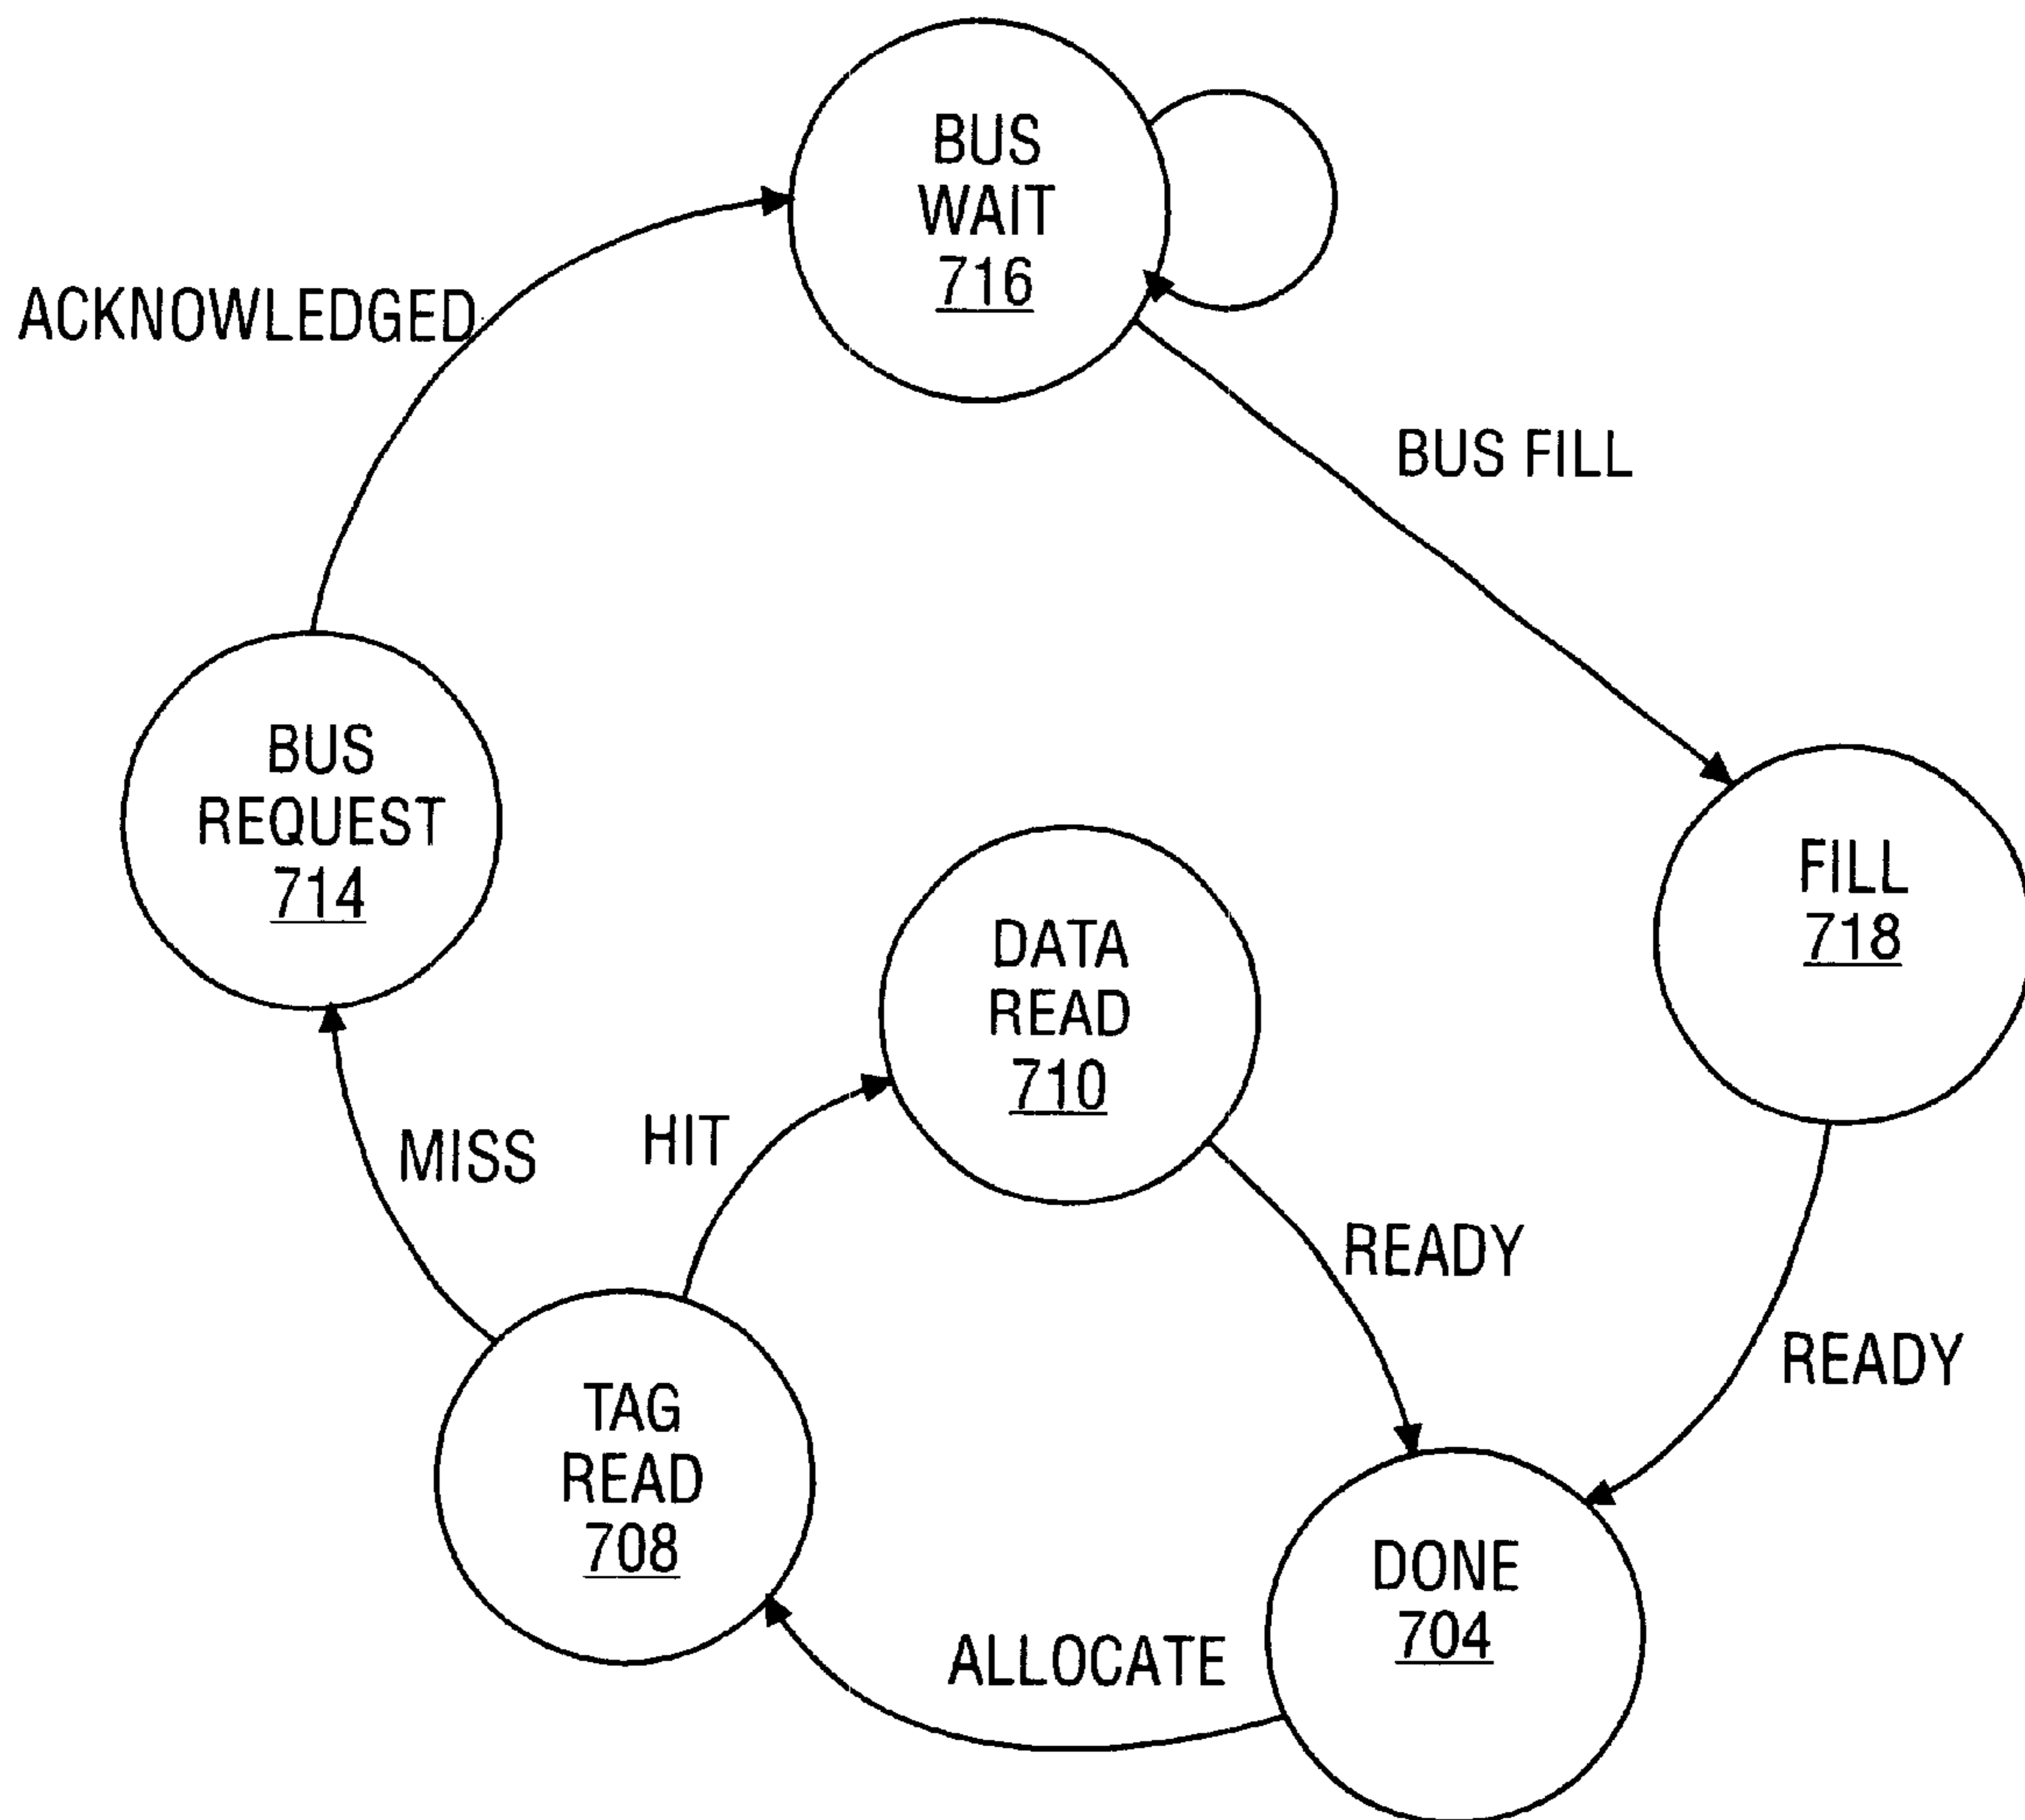 BUS
WAIT
716
ACKNOWLEDGED
BUS FILL
BUS
REQUEST
714
FILL
718
DATA
READ
710
MISS
HIT
READY
READY
TAG
READ
708
DONE
704
ALLOCATE